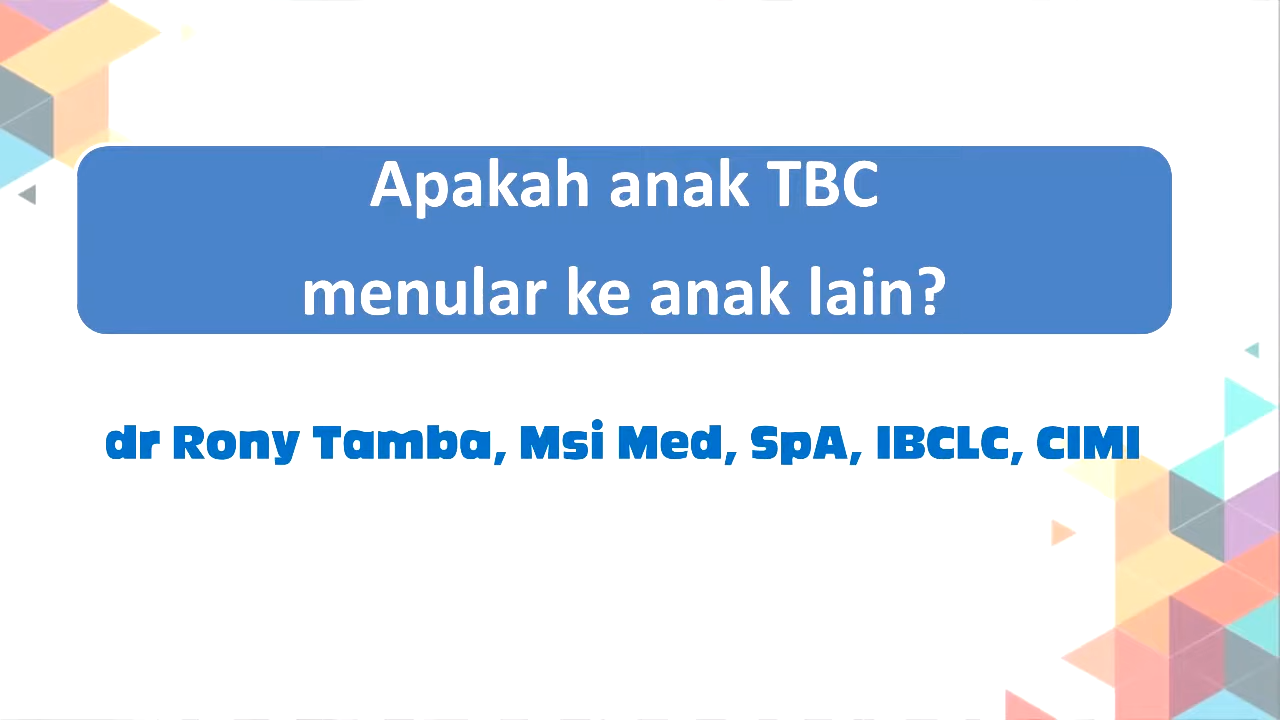 Apakah anak TBC
menular ke anak lain?
dr Rony Tamba, Msi Med, SpA, IBCLC, CIMI